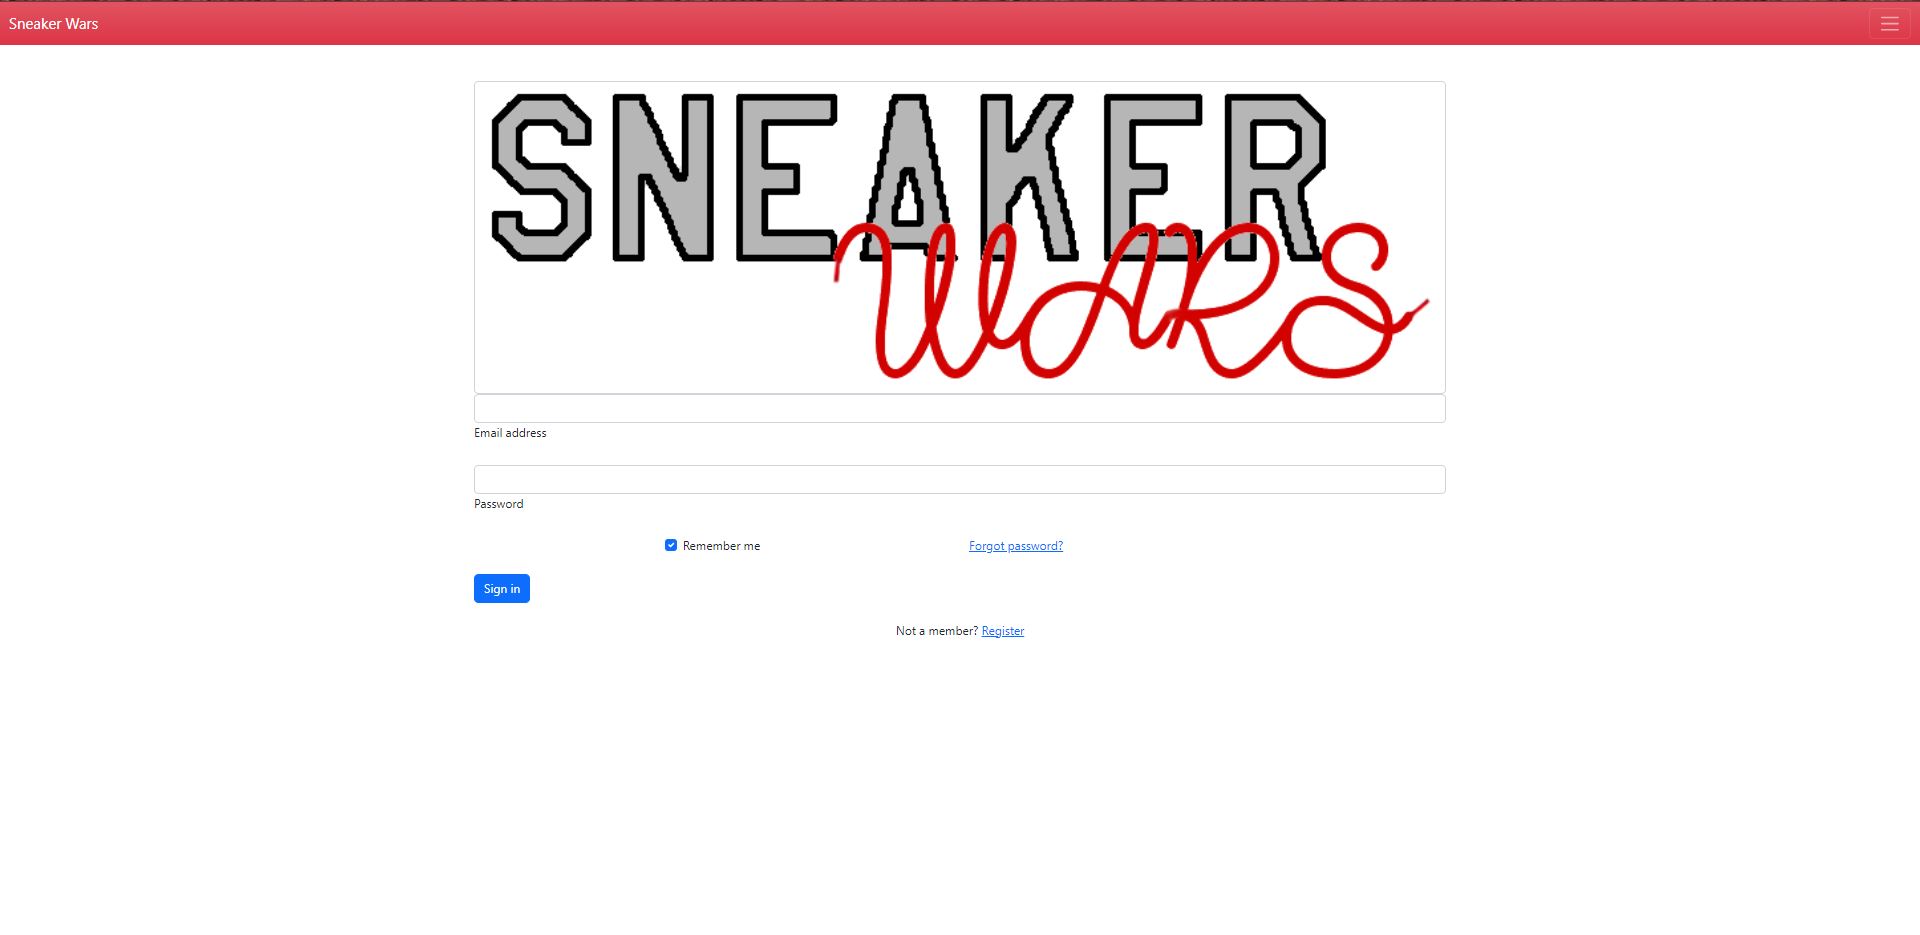 Sneaker Wars
SNEAKER
WARS
Email address
Password
Remember me
Forgot password?
Sign in
Not a member? Register